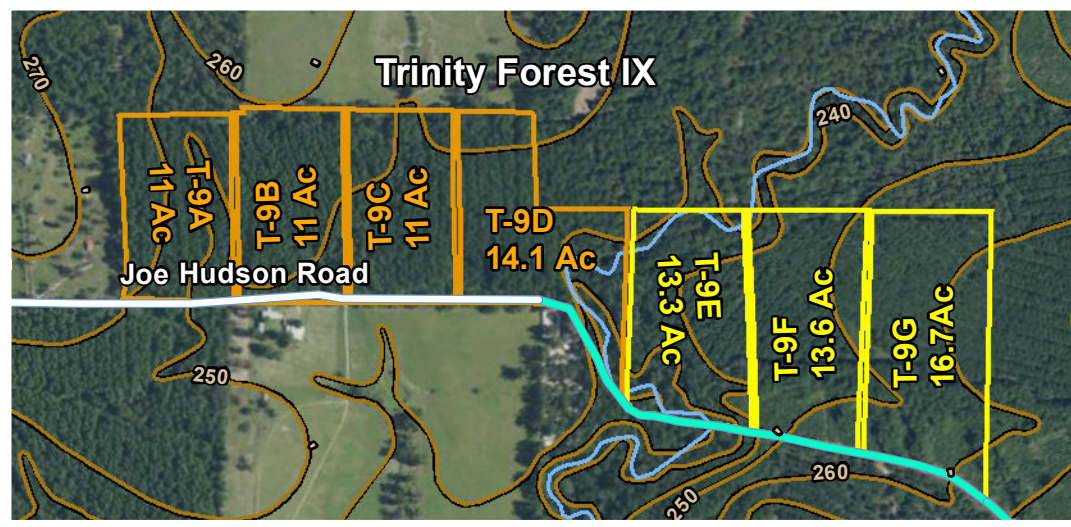 Trinity Forest IX
270
260
240
T-9A
11 Ac
T-9B
11 Ac
T-9C
11 Ac
T-9D
14.1 Ac
T-9E
13.3 Ac
T-9F
13.6 Ac
T-9G
16.7Ac
Joe Hudson Road
250
250
260